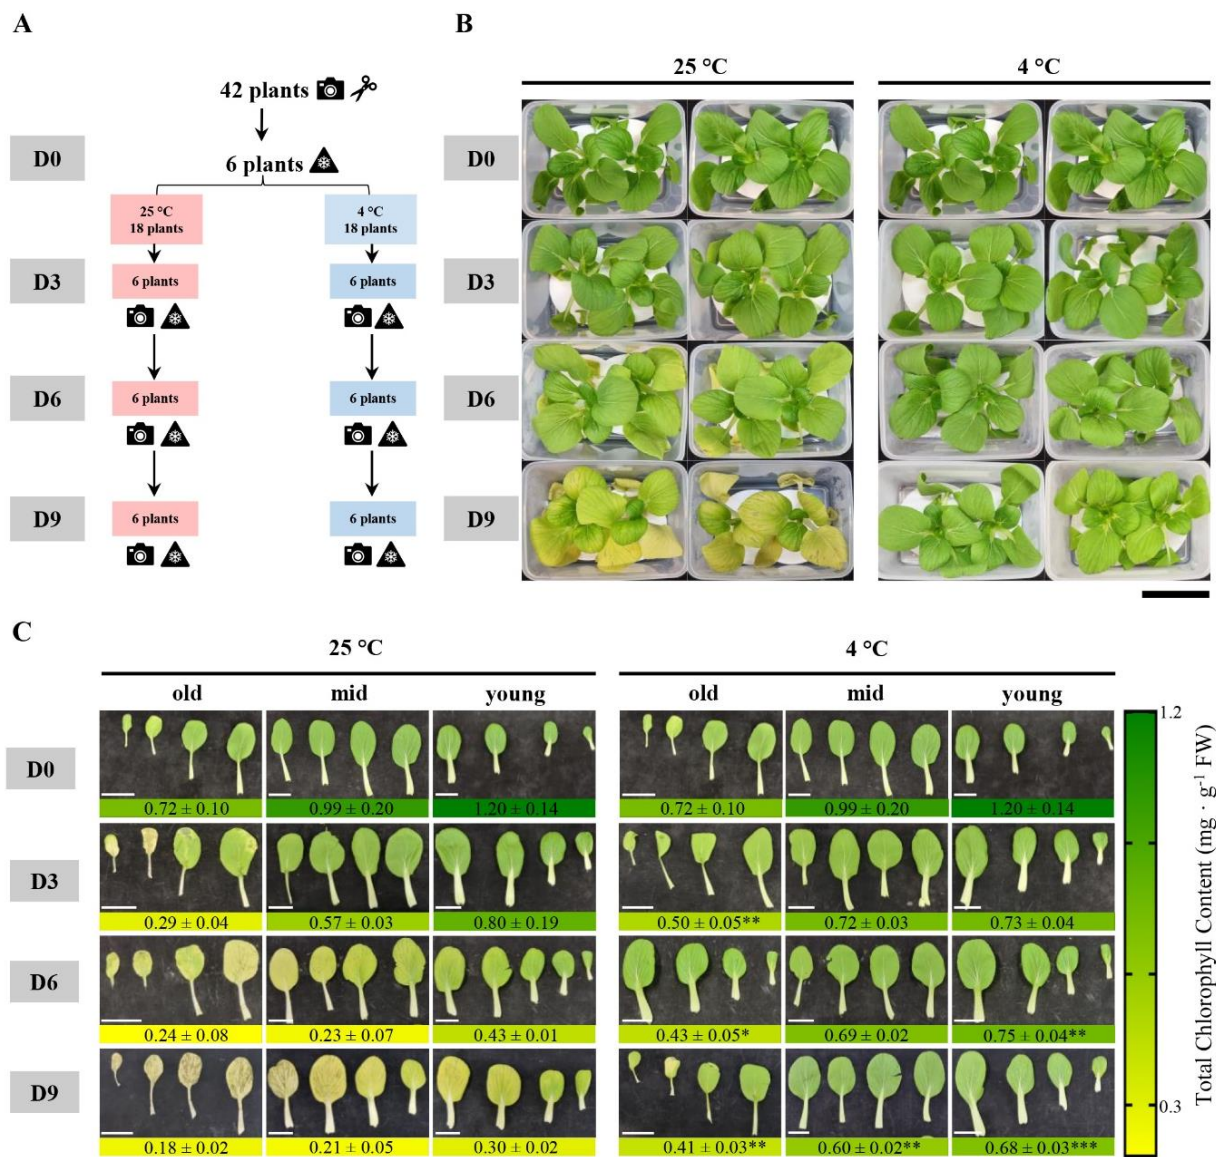 A
42 plants
D0
6 plants
25 °C
18 plants
4 °C
18 plants
D3
6 plants
6 plants
D6
6 plants
6 plants
D9
6 plants
6 plants
B
25 °C
4 °C
D0
D3
D6
D9
C
25 °C
4 °C
old
mid
young
old
mid
young
D0
0.72 ± 0.10
0.99 ± 0.20
1.20 ± 0.14
0.72 ± 0.10
0.99 ± 0.20
1.20 ± 0.14
D3
0.29 ± 0.04
0.57 ± 0.03
0.80 ± 0.19
0.50 ± 0.05**
0.72 ± 0.03
0.73 ± 0.04
D6
0.24 ± 0.08
0.23 ± 0.07
0.43 ± 0.01
0.43 ± 0.05*
0.69 ± 0.02
0.75 ± 0.04**
D9
0.18 ± 0.02
0.21 ± 0.05
0.30 ± 0.02
0.41 ± 0.03**
0.60 ± 0.02**
0.68 ± 0.03***
1.2
0.3
Total Chlorophyll Content (mg · g⁻¹ FW)